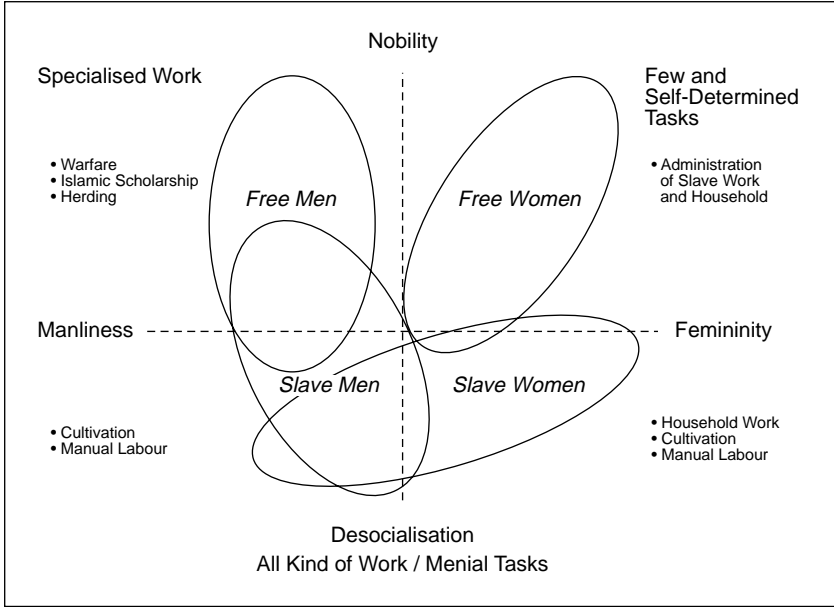 Nobility
Specialised Work
Few and
Self-Determined
Tasks
• Warfare
• Islamic Scholarship
• Herding
• Administration
of Slave Work
and Household
Free Men
Free Women
Manliness
Femininity
Slave Men
Slave Women
• Cultivation
• Manual Labour
• Household Work
• Cultivation
• Manual Labour
Desocialisation
All Kind of Work / Menial Tasks